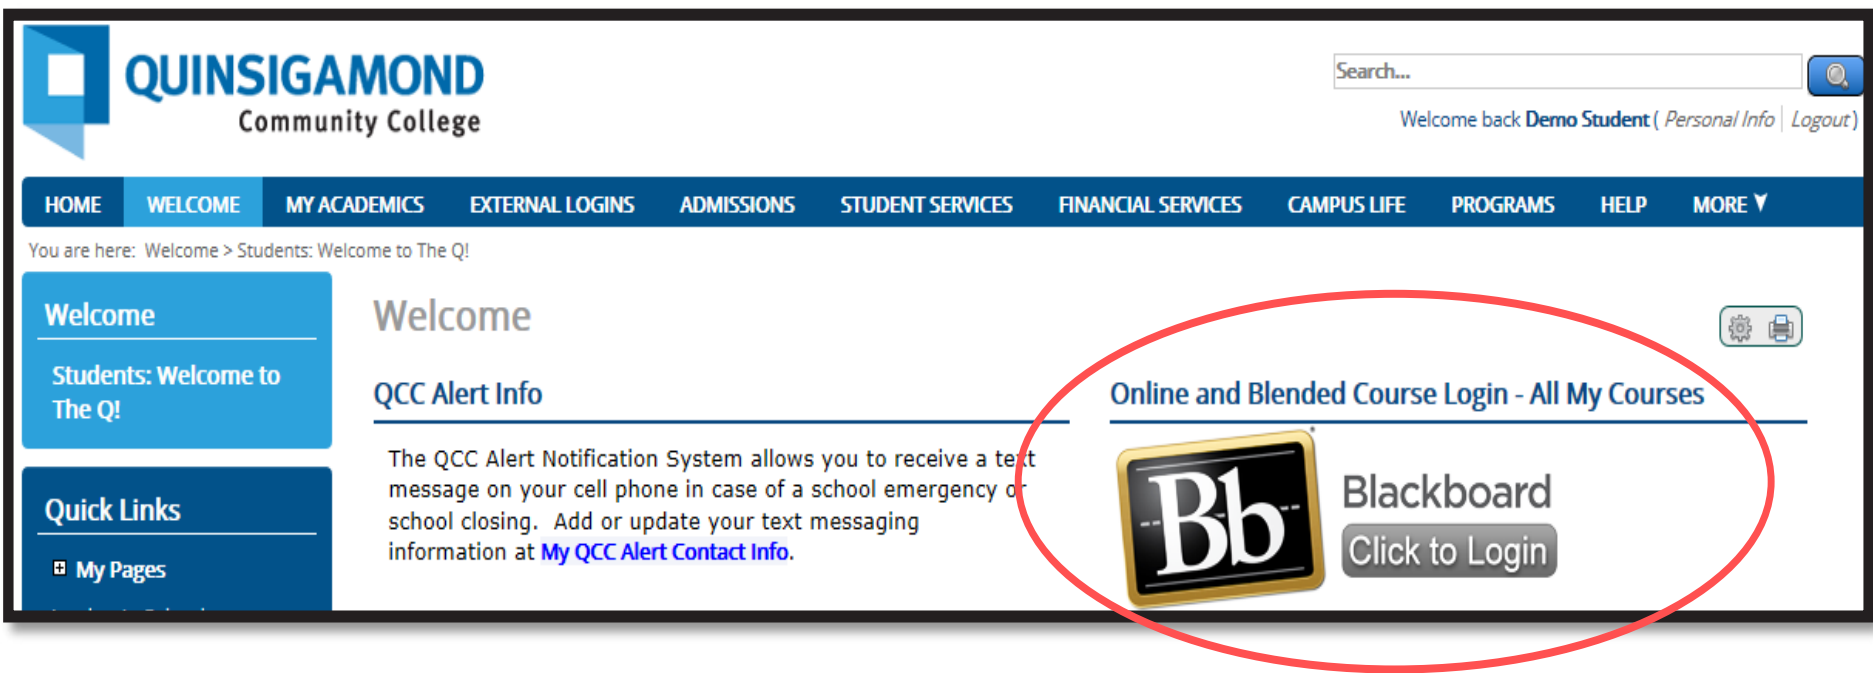 QUINSIGAMOND
Community College
Search...
Welcome back Demo Student ( Personal Info | Logout )
HOME WELCOME MY ACADEMICS EXTERNAL LOGINS ADMISSIONS STUDENT SERVICES FINANCIAL SERVICES CAMPUS LIFE PROGRAMS HELP MORE
You are here: Welcome > Students: Welcome to The Q!
Welcome
Students: Welcome to
The Q!
Quick Links
My Pages
Welcome
QCC Alert Info
The QCC Alert Notification System allows you to receive a text
message on your cell phone in case of a school emergency or
school closing. Add or update your text messaging
information at My QCC Alert Contact Info.
Online and Blended Course Login - All My Courses
Bb
Blackboard
Click to Login